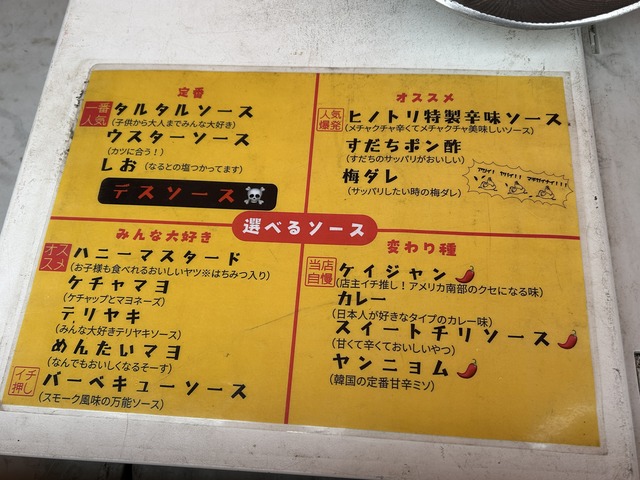 定番
一番人気
タルタルソース
(子供から大人までみんな大好き)
ウスターソース
(カツに合う!)
しお(なるとの塩つかってます)
デスソース
オススメ
人気爆発
ヒノトリ特製辛味ソース
(メチャクチャ辛くてメチャクチャ美味しいソース)
すだちポン酢
(すだちのサッパリがおいしい)
梅ダレ
(サッパリしたい時の梅ダレ)
選べるソース
みんな大好き
オススメ
ハニーマスタード
(お子様も食べれるおいしいヤツ※はちみつ入り)
ケチャマヨ
(ケチャップとマヨネーズ)
テリヤキ
(みんな大好きテリヤキソース)
めんたいマヨ
(なんでもおいしくなるそーす)
イチ押し
バーベキューソース
(スモーク風味の万能ソース)
変わり種
当店自慢
ケイジャン
(店主イチ推し!アメリカ南部のクセになる味)
カレー
(日本人が好きなタイプのカレー味)
スイートチリソース
(甘くて辛くておいしいやつ)
ヤンニョム
(韓国の定番甘辛ミソ)